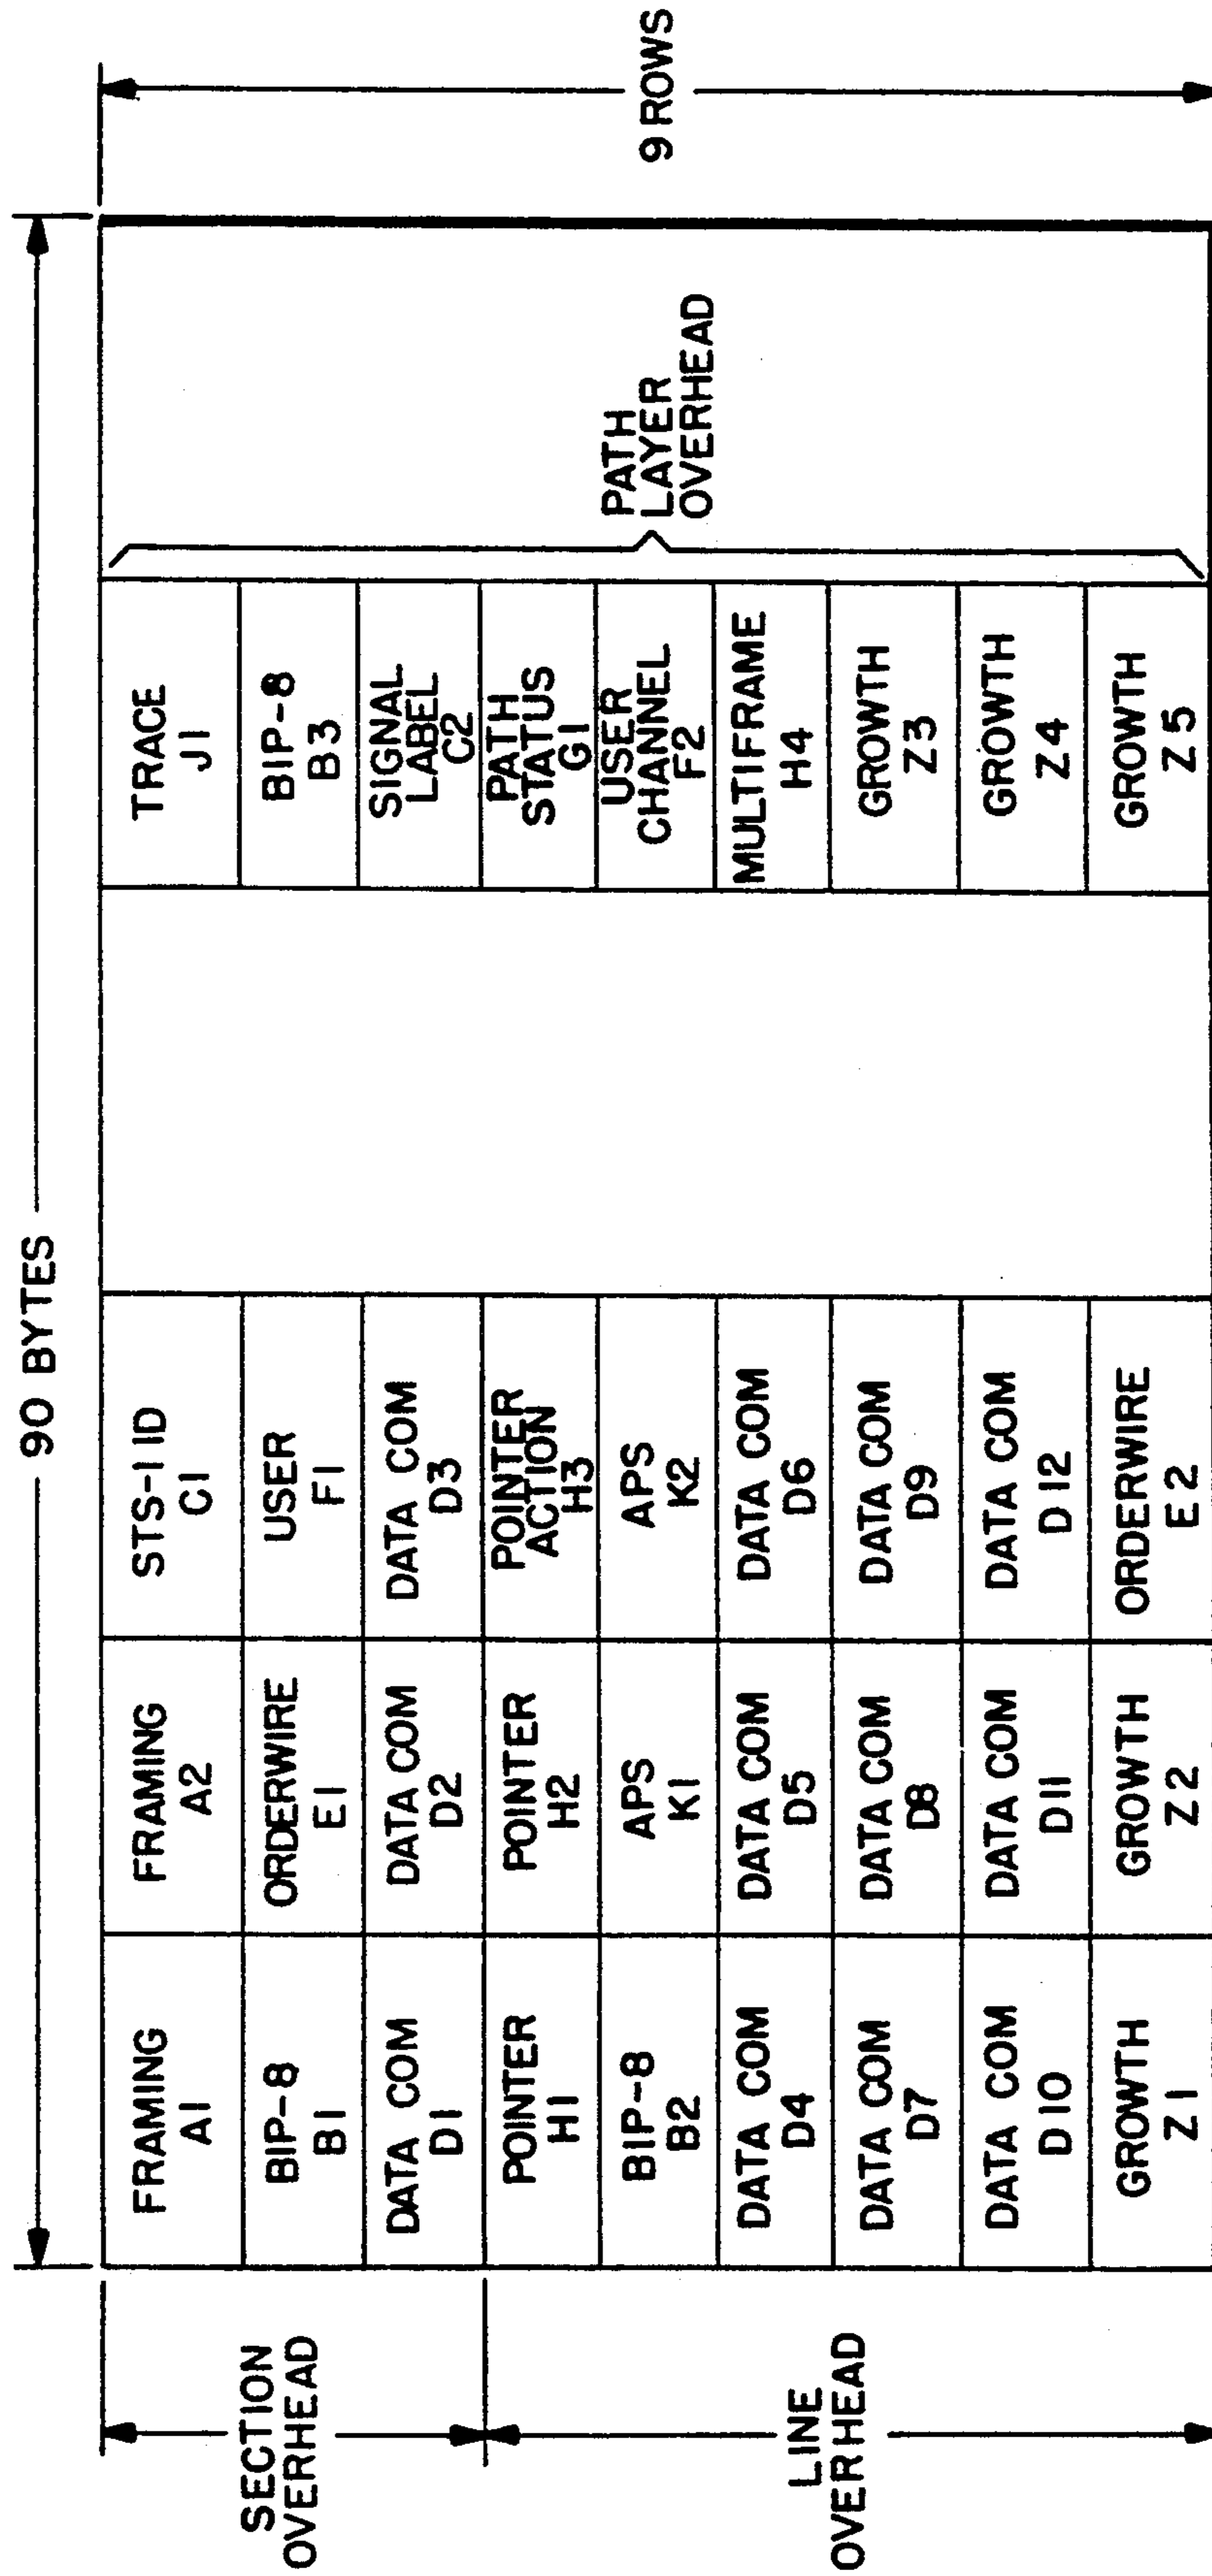 90 BYTES
9 ROWS
SECTION
OVERHEAD
LINE
OVERHEAD
FRAMING
A1
FRAMING
A2
STS-1 ID
C1
TRACE
J1
BIP-8
B1
ORDERWIRE
E1
USER
F1
BIP-8
B3
DATA COM
D1
DATA COM
D2
DATA COM
D3
SIGNAL
LABEL
C2
POINTER
H1
POINTER
H2
POINTER
ACTION
H3
PATH
STATUS
G1
BIP-8
B2
APS
K1
APS
K2
USER
CHANNEL
F2
DATA COM
D4
DATA COM
D5
DATA COM
D6
MULTIFRAME
H4
DATA COM
D7
DATA COM
D8
DATA COM
D9
GROWTH
Z3
DATA COM
D10
DATA COM
D11
DATA COM
D12
GROWTH
Z4
GROWTH
Z1
GROWTH
Z2
ORDERWIRE
E2
GROWTH
Z5
PATH
LAYER
OVERHEAD